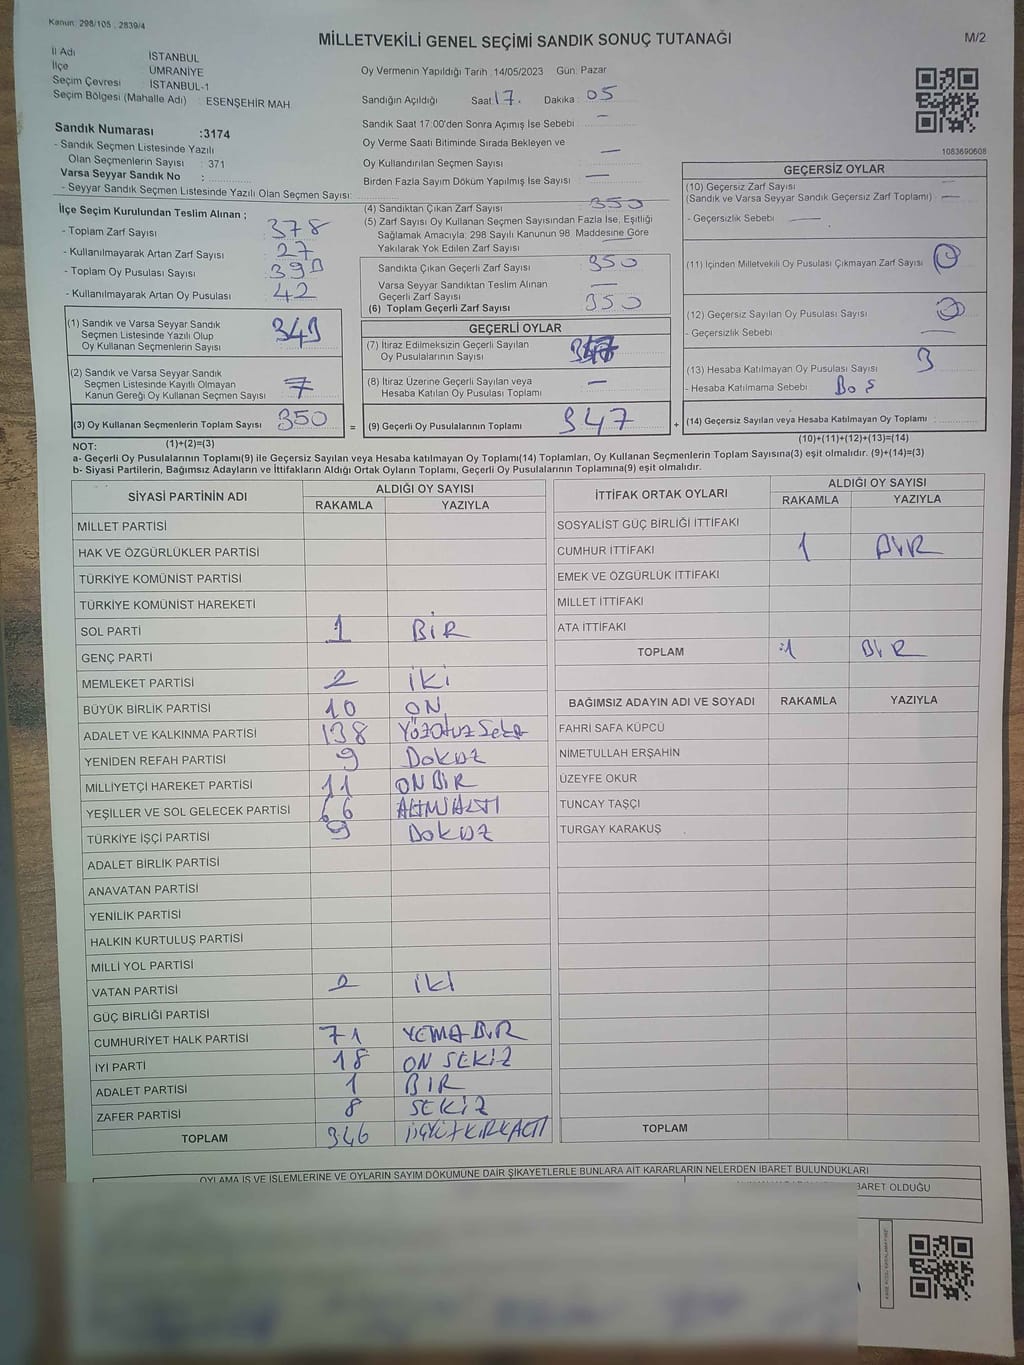 Kanun: 298/105 , 2839/4
MİLLETVEKİLİ GENEL SEÇİMİ SANDIK SONUÇ TUTANAĞI
M/2
İl Adı İSTANBUL
İlçe ÜMRANİYE
Seçim Çevresi İSTANBUL-1
Seçim Bölgesi (Mahalle Adı) : ESENŞEHİR MAH.
Sandık Numarası :3174
- Sandık Seçmen Listesinde Yazılı
Olan Seçmenlerin Sayısı : 371
Varsa Seyyar Sandık No :
- Seyyar Sandık Seçmen Listesinde Yazılı Olan Seçmen Sayısı:
Oy Vermenin Yapıldığı Tarih :14/05/2023 Gün: Pazar
Sandığın Açıldığı Saat 17. Dakika : 05
Sandık Saat 17:00'den Sonra Açımış İse Sebebi : —
Oy Verme Saati Bitiminde Sırada Bekleyen ve
Oy Kullandırılan Seçmen Sayısı —
Birden Fazla Sayım Döküm Yapılmış İse Sayısı : —
1083690608
İlçe Seçim Kurulundan Teslim Alınan ;
- Toplam Zarf Sayısı : 378
- Kullanılmayarak Artan Zarf Sayısı : 27
- Toplam Oy Pusulası Sayısı :
- Kullanılmayarak Artan Oy Pusulası : 42
(1) Sandık ve Varsa Seyyar Sandık
Seçmen Listesinde Yazılı Olup
Oy Kullanan Seçmenlerin Sayısı
(2) Sandık ve Varsa Seyyar Sandık
Seçmen Listesinde Kayıtlı Olmayan
Kanun Gereği Oy Kullanan Seçmen Sayısı :
(3) Oy Kullanan Seçmenlerin Toplam Sayısı 350
(1)+(2)=(3)
(4) Sandıktan Çıkan Zarf Sayısı 350
(5) Zarf Sayısı Oy Kullanan Seçmen Sayısından Fazla İse, Eşitliği
Sağlamak Amacıyla; 298 Sayılı Kanunun 98. Maddesine Göre
Yakılarak Yok Edilen Zarf Sayısı
Sandıkta Çıkan Geçerli Zarf Sayısı 350
Varsa Seyyar Sandıktan Teslim Alınan
Geçerli Zarf Sayısı —
(6) Toplam Geçerli Zarf Sayısı : 350
GEÇERLİ OYLAR
(7) İtiraz Edilmeksizin Geçerli Sayılan
Oy Pusulalarının Sayısı :
(8) İtiraz Üzerine Geçerli Sayılan veya
Hesaba Katılan Oy Pusulası Toplamı —
= (9) Geçerli Oy Pusulalarının Toplamı : 347
GEÇERSİZ OYLAR
(10) Geçersiz Zarf Sayısı
(Sandık ve Varsa Seyyar Sandık Geçersiz Zarf Toplamı) : —
- Geçersizlik Sebebi : —
(11) İçinden Milletvekili Oy Pusulası Çıkmayan Zarf Sayısı : 0
(12) Geçersiz Sayılan Oy Pusulası Sayısı : 0
- Geçersizlik Sebebi : —
(13) Hesaba Katılmayan Oy Pusulası Sayısı : 3
- Hesaba Katılmama Sebebi : Boş
+ (14) Geçersiz Sayılan veya Hesaba Katılmayan Oy Toplamı :
(10)+(11)+(12)+(13)=(14)
NOT:
a- Geçerli Oy Pusulalarının Toplamı(9) ile Geçersiz Sayılan veya Hesaba katılmayan Oy Toplamı(14) Toplamları, Oy Kullanan Seçmenlerin Toplam Sayısına(3) eşit olmalıdır. (9)+(14)=(3)
b- Siyasi Partilerin, Bağımsız Adayların ve İttifakların Aldığı Ortak Oyların Toplamı, Geçerli Oy Pusulalarının Toplamına(9) eşit olmalıdır.
SİYASİ PARTİNİN ADI ALDIĞI OY SAYISI
RAKAMLA YAZIYLA
MİLLET PARTİSİ
HAK VE ÖZGÜRLÜKLER PARTİSİ
TÜRKİYE KOMÜNİST PARTİSİ
TÜRKİYE KOMÜNİST HAREKETİ
SOL PARTİ 1 BİR
GENÇ PARTİ
MEMLEKET PARTİSİ 2 İKİ
BÜYÜK BİRLİK PARTİSİ 10 ON
ADALET VE KALKINMA PARTİSİ 138
YENİDEN REFAH PARTİSİ 9 DOKUZ
MİLLİYETÇİ HAREKET PARTİSİ 11 ONBİR
YEŞİLLER VE SOL GELECEK PARTİSİ 66
TÜRKİYE İŞÇİ PARTİSİ 9 DOKUZ
ADALET BİRLİK PARTİSİ
ANAVATAN PARTİSİ
YENİLİK PARTİSİ
HALKIN KURTULUŞ PARTİSİ
MİLLİ YOL PARTİSİ
VATAN PARTİSİ 2 İKİ
GÜÇ BİRLİĞİ PARTİSİ
CUMHURİYET HALK PARTİSİ 71
İYİ PARTİ 18 ON SEKİZ
ADALET PARTİSİ 1 BİR
ZAFER PARTİSİ 8 SEKİZ
TOPLAM 346
İTTİFAK ORTAK OYLARI ALDIĞI OY SAYISI
RAKAMLA YAZIYLA
SOSYALİST GÜÇ BİRLİĞİ İTTİFAKI
CUMHUR İTTİFAKI 1 BİR
EMEK VE ÖZGÜRLÜK İTTİFAKI
MİLLET İTTİFAKI
ATA İTTİFAKI
TOPLAM 1 BİR
BAĞIMSIZ ADAYIN ADI VE SOYADI RAKAMLA YAZIYLA
FAHRİ SAFA KÜPCÜ
NİMETULLAH ERŞAHİN
ÜZEYFE OKUR
TUNCAY TAŞÇI
TURGAY KARAKUŞ
TOPLAM
OYLAMA İŞ VE İŞLEMLERİNE VE OYLARIN SAYIM DÖKÜMÜNE DAİR ŞİKAYETLERLE BUNLARA AİT KARARLARIN NELERDEN İBARET BULUNDUKLARI
İBARET OLDUĞU